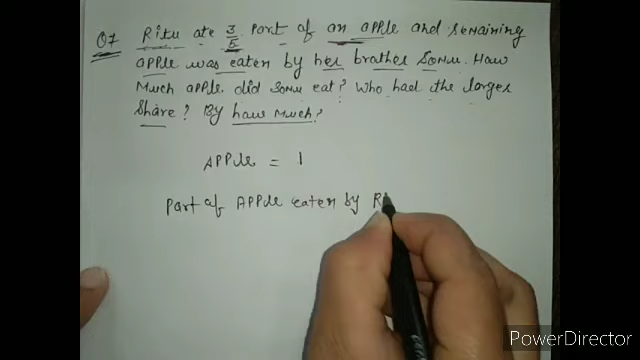 Q7 Ritu ate 3/5 Part of an apple and remaining
apple was eaten by her brother Sonu. How
Much apple did Sonu eat? Who had the larger
Share? By how Much?
APPle = 1
Part of APPle eaten by R
PowerDirector